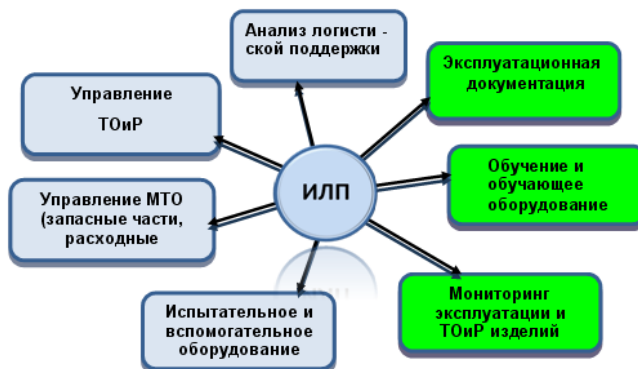 Анализ логисти -
ской поддержки
Эксплуатационная
документация
Управление
ТОиР
Обучение и
обучающее
оборудование
ИЛП
Управление МТО
(запасные части,
расходные
Мониторинг
эксплуатации и
ТОиР изделий
Испытательное и
вспомогательное
оборудование